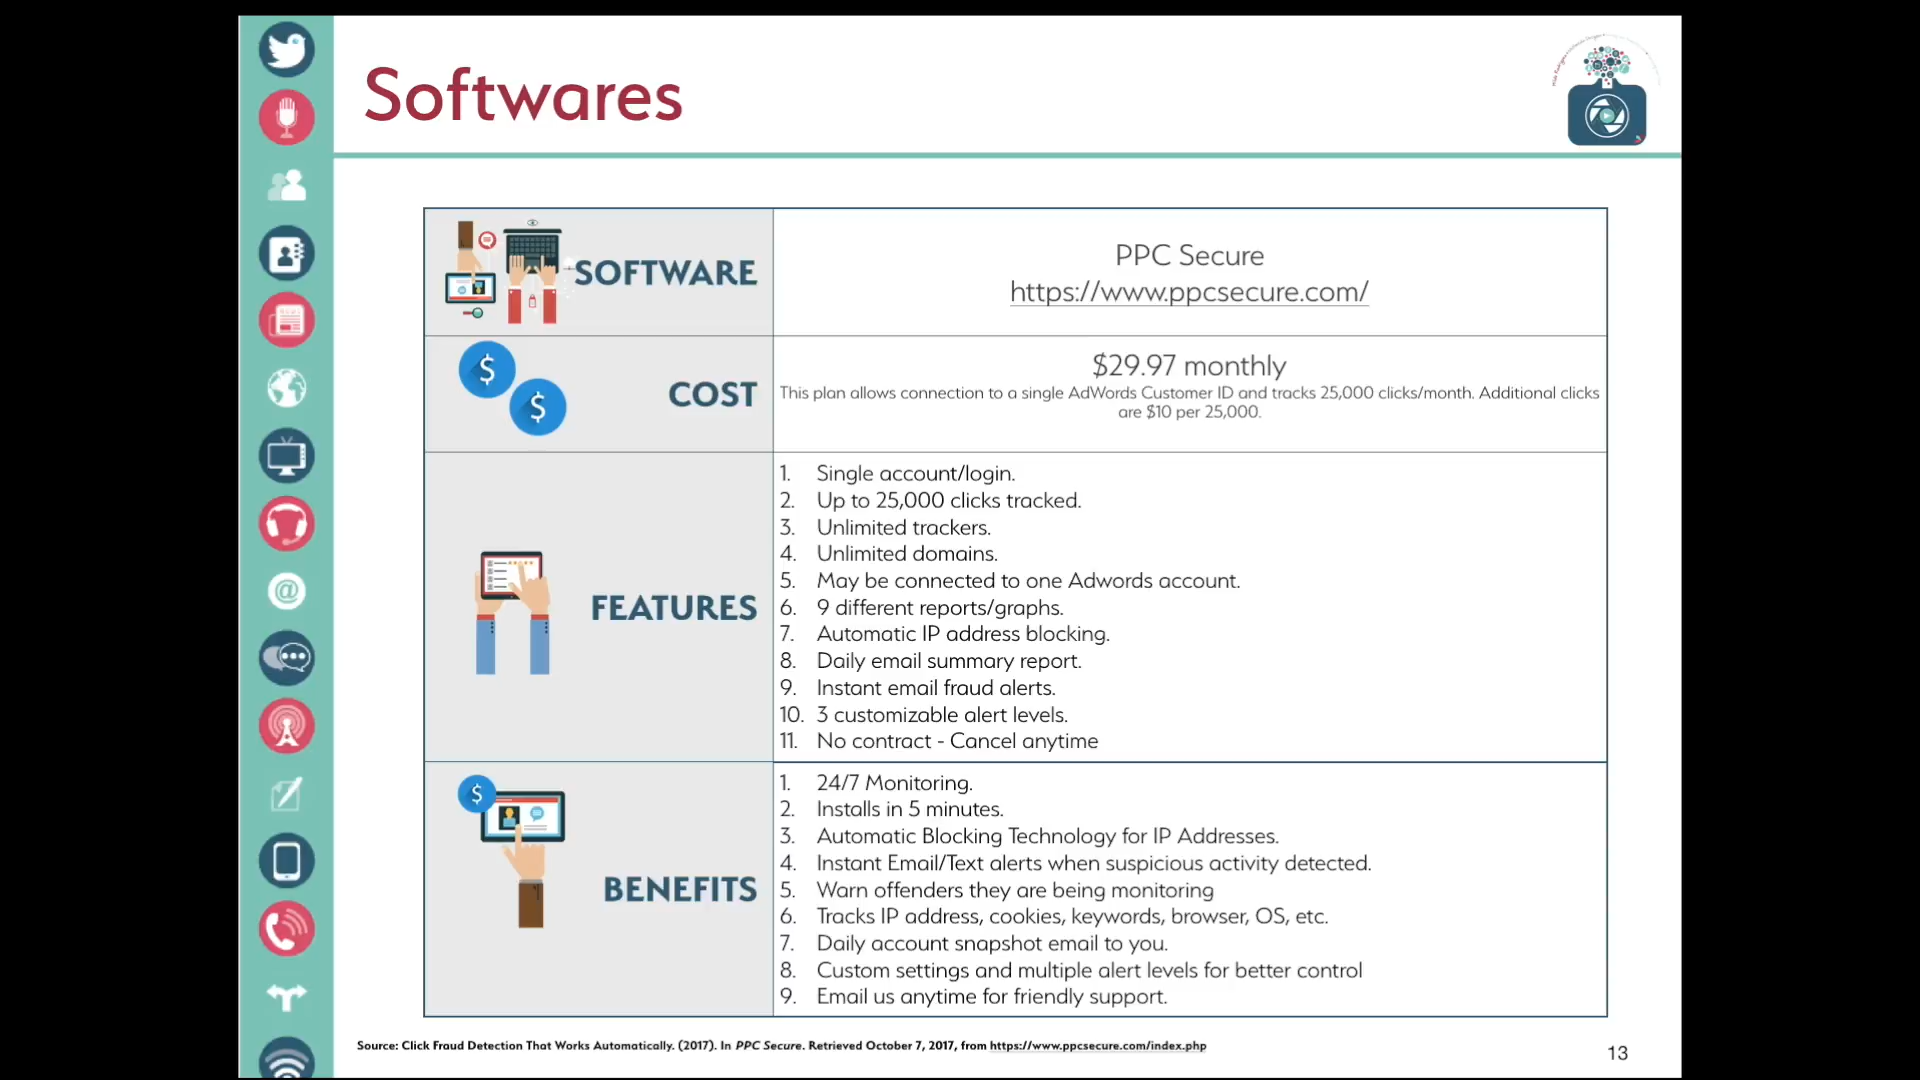 Softwares
SOFTWARE
PPC Secure
https://www.ppcsecure.com/
COST
$29.97 monthly
This plan allows connection to a single AdWords Customer ID and tracks 25,000 clicks/month. Additional clicks
are $10 per 25,000.
FEATURES
1. Single account/login.
2. Up to 25,000 clicks tracked.
3. Unlimited trackers.
4. Unlimited domains.
5. May be connected to one Adwords account.
6. 9 different reports/graphs.
7. Automatic IP address blocking.
8. Daily email summary report.
9. Instant email fraud alerts.
10. 3 customizable alert levels.
11. No contract - Cancel anytime
BENEFITS
1. 24/7 Monitoring.
2. Installs in 5 minutes.
3. Automatic Blocking Technology for IP Addresses.
4. Instant Email/Text alerts when suspicious activity detected.
5. Warn offenders they are being monitoring
6. Tracks IP address, cookies, keywords, browser, OS, etc.
7. Daily account snapshot email to you.
8. Custom settings and multiple alert levels for better control
9. Email us anytime for friendly support.
Source: Click Fraud Detection That Works Automatically. (2017). In PPC Secure. Retrieved October 7, 2017, from https://www.ppcsecure.com/index.php
13